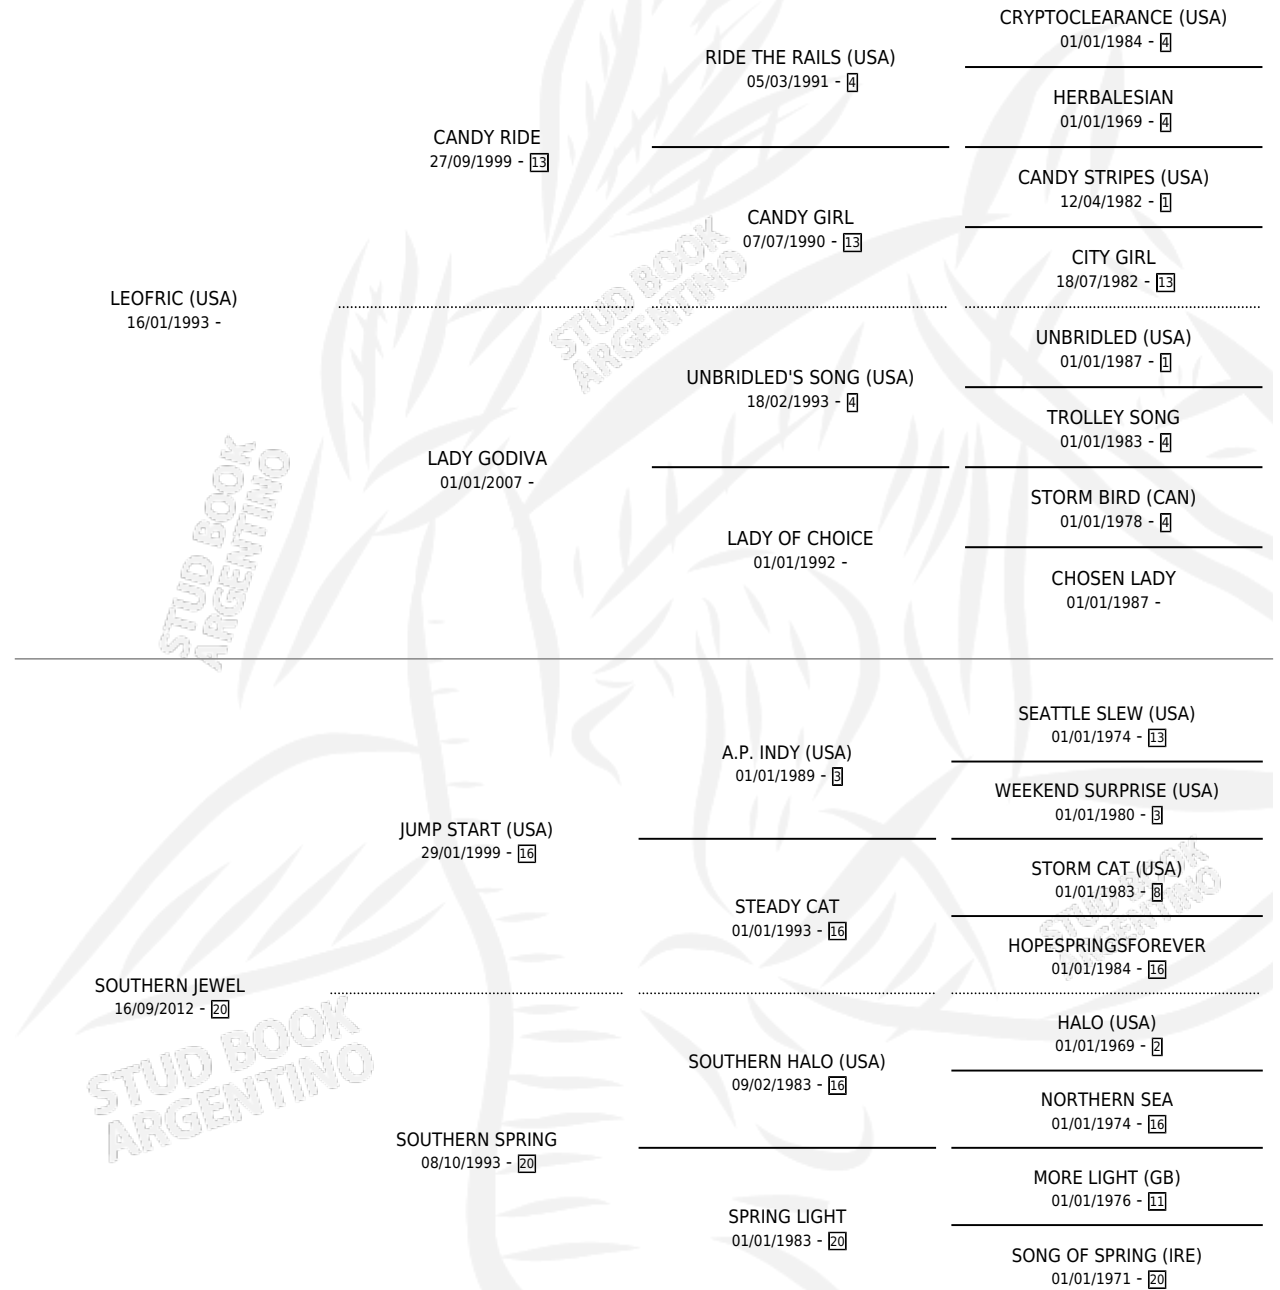 CRYPTOCLEARANCE (USA)
01/01/1984 - 4
RIDE THE RAILS (USA)
05/03/1991 - 4
HERBALESIAN
01/01/1969 - 4
CANDY RIDE
27/09/1999 - 13
CANDY STRIPES (USA)
12/04/1982 - 1
CANDY GIRL
07/07/1990 - 13
CITY GIRL
18/07/1982 - 13
LEOFRIC (USA)
16/01/1993 -
UNBRIDLED (USA)
01/01/1987 - 1
UNBRIDLED'S SONG (USA)
18/02/1993 - 4
TROLLEY SONG
01/01/1983 - 4
LADY GODIVA
01/01/2007 -
STORM BIRD (CAN)
01/01/1978 - 4
LADY OF CHOICE
01/01/1992 -
CHOSEN LADY
01/01/1987 -
STUD BOOK
ARGENTINO
STUD BOOK
ARGENTINO
SEATTLE SLEW (USA)
01/01/1974 - 13
A.P. INDY (USA)
01/01/1989 - 3
WEEKEND SURPRISE (USA)
01/01/1980 - 3
JUMP START (USA)
29/01/1999 - 16
STORM CAT (USA)
01/01/1983 - 8
STEADY CAT
01/01/1993 - 16
HOPESPRINGSFOREVER
01/01/1984 - 16
SOUTHERN JEWEL
16/09/2012 - 20
HALO (USA)
01/01/1969 - 2
SOUTHERN HALO (USA)
09/02/1983 - 16
NORTHERN SEA
01/01/1974 - 16
SOUTHERN SPRING
08/10/1993 - 20
MORE LIGHT (GB)
01/01/1976 - 11
SPRING LIGHT
01/01/1983 - 20
SONG OF SPRING (IRE)
01/01/1971 - 20
STUD BOOK
ARGENTINO
STUD BOOK
ARGENTINO